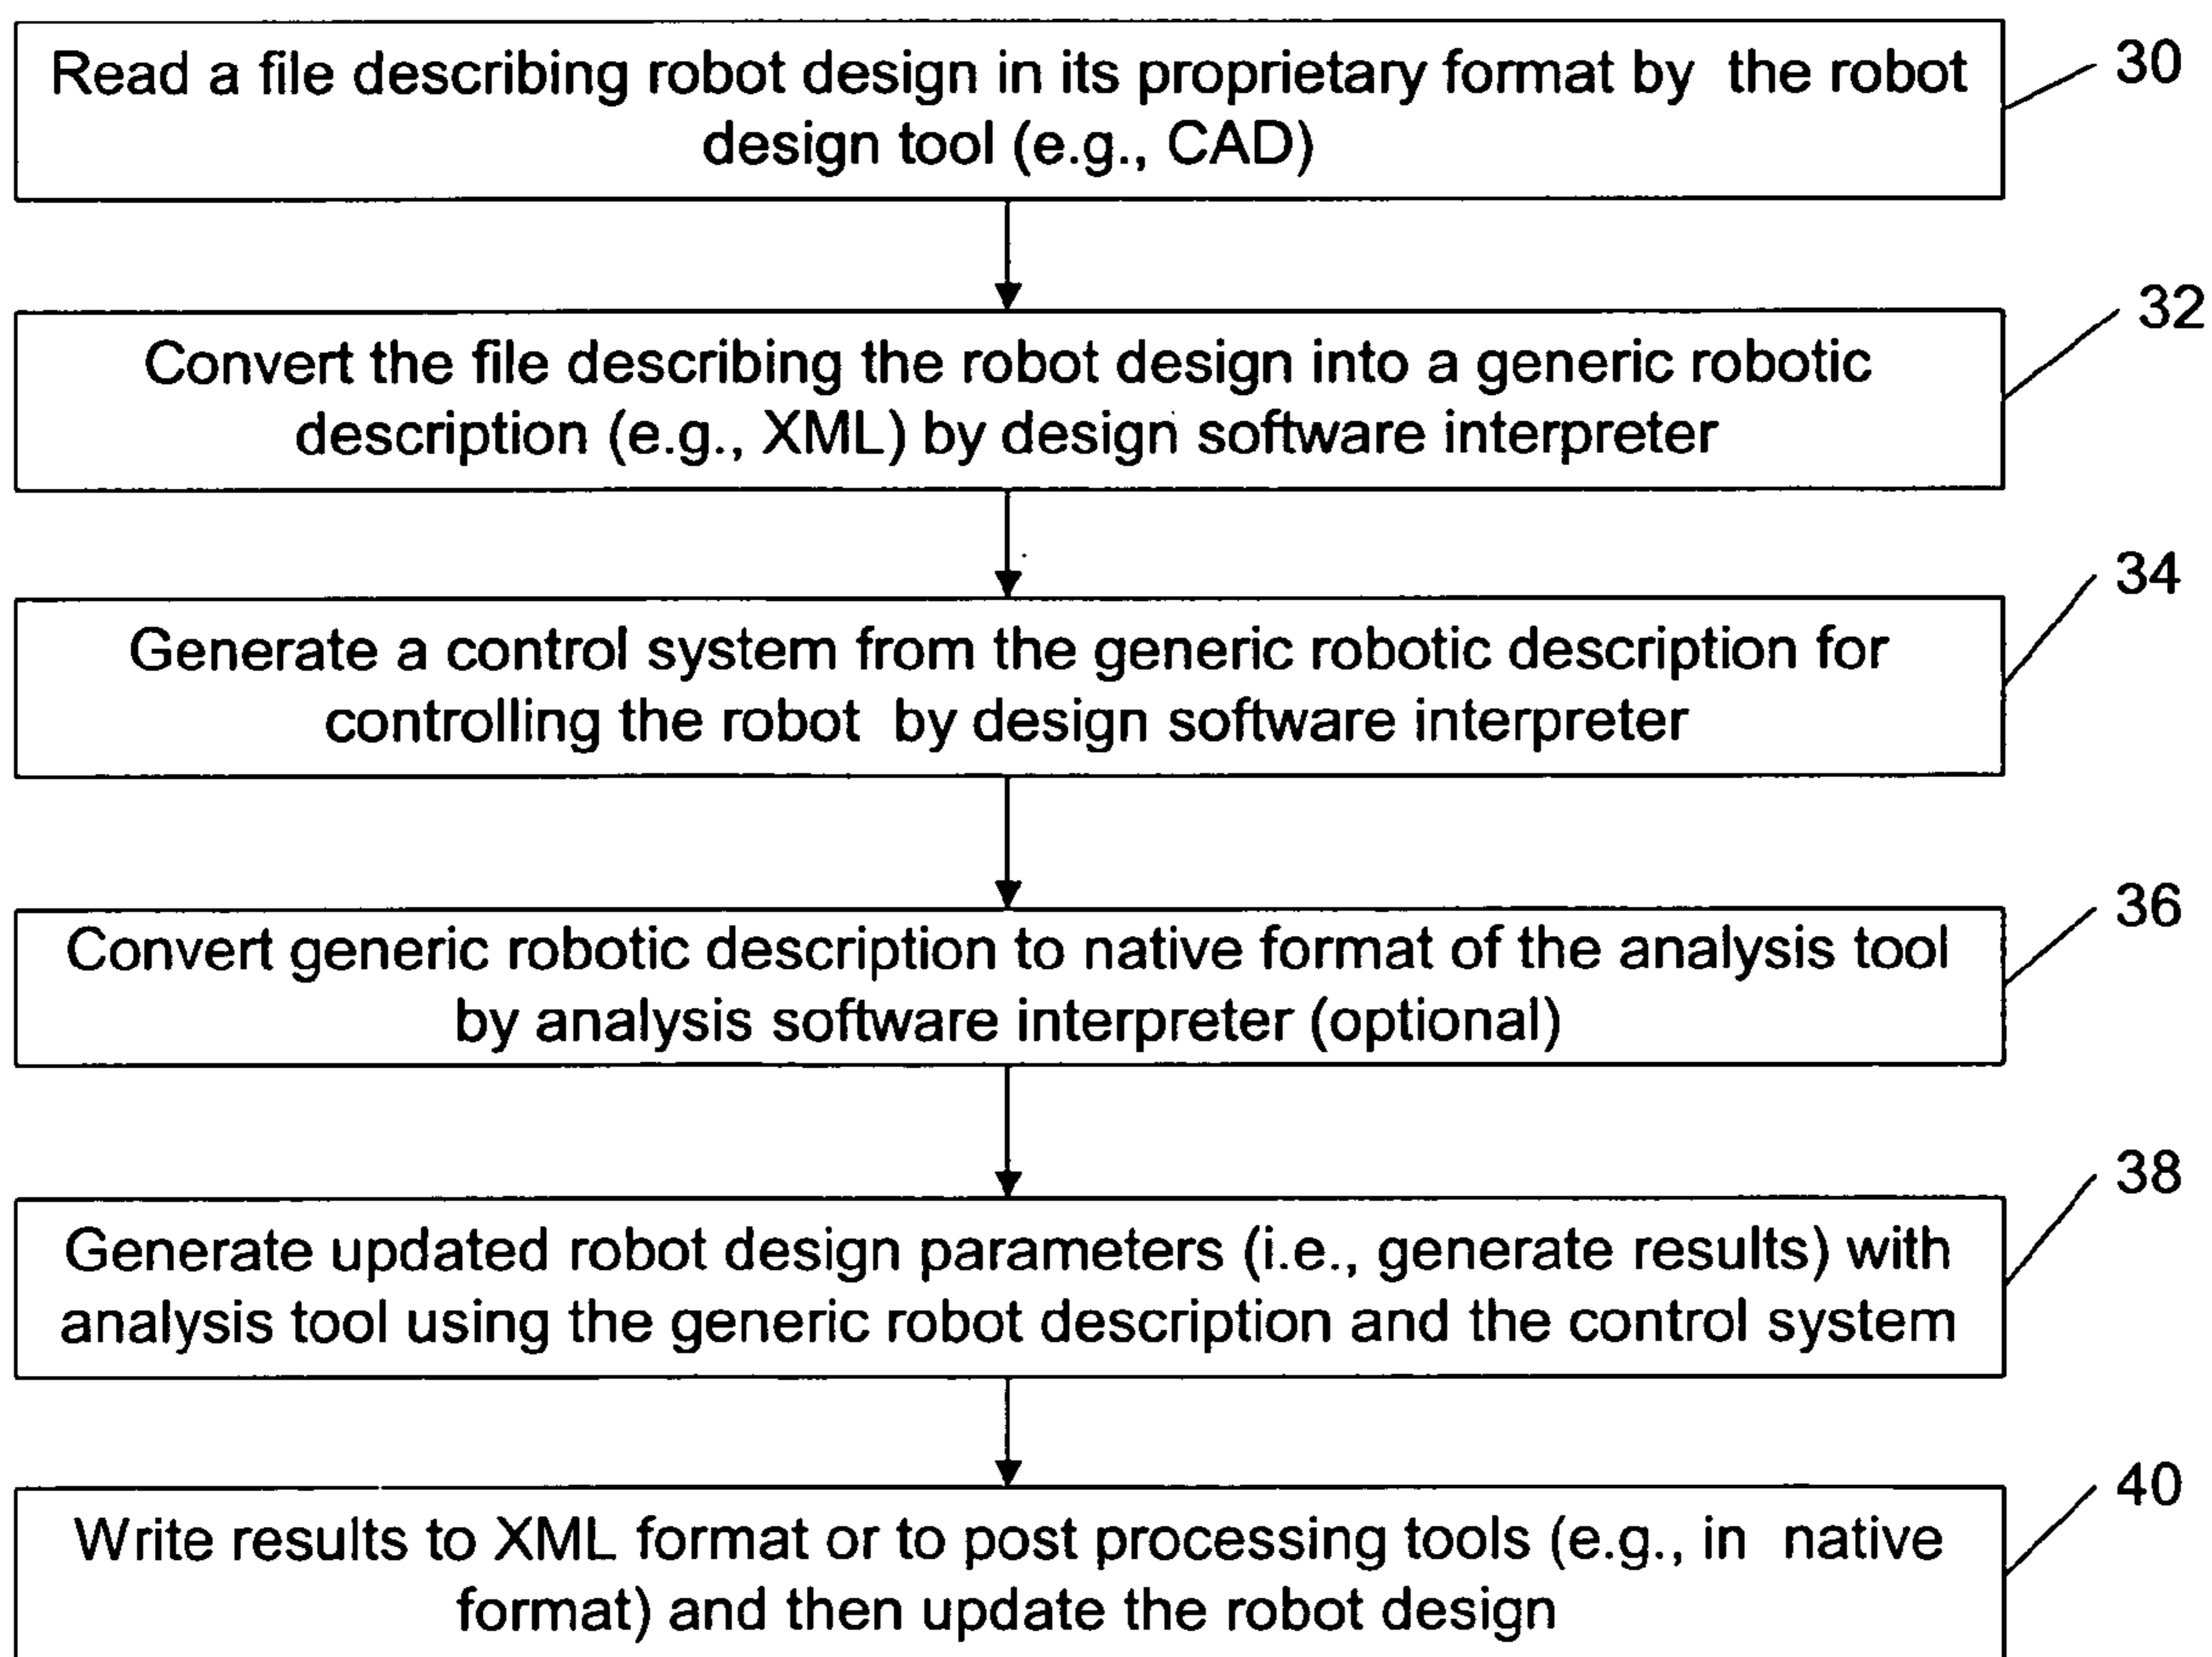 Read a file describing robot design in its proprietary format by the robot
design tool (e.g., CAD)
30
Convert the file describing the robot design into a generic robotic
description (e.g., XML) by design software interpreter
32
Generate a control system from the generic robotic description for
controlling the robot by design software interpreter
34
Convert generic robotic description to native format of the analysis tool
by analysis software interpreter (optional)
36
Generate updated robot design parameters (i.e., generate results) with
analysis tool using the generic robot description and the control system
38
Write results to XML format or to post processing tools (e.g., in native
format) and then update the robot design
40